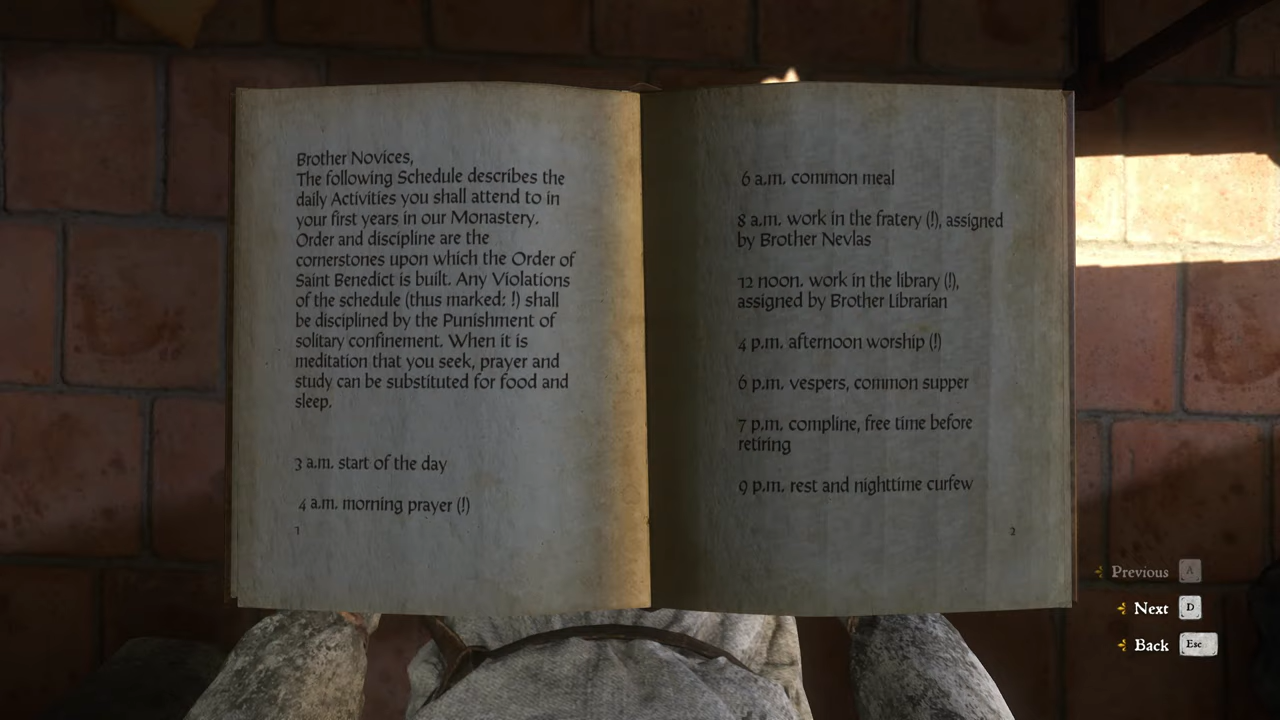 Brother Novices,
The following Schedule describes the
daily Activities you shall attend to in
your first years in our Monastery.
Order and discipline are the
cornerstones upon which the Order of
Saint Benedict is built. Any Violations
of the schedule (thus marked: !) shall
be disciplined by the Punishment of
solitary confinement. When it is
meditation that you seek, prayer and
study can be substituted for food and
sleep.
3 a.m. start of the day
4 a.m. morning prayer (!)
1
6 a.m. common meal
8 a.m. work in the fratery (!), assigned
by Brother Nevlas
12 noon. work in the library (!),
assigned by Brother Librarian
4 p.m. afternoon worship (!)
6 p.m. vespers, common supper
7 p.m. compline, free time before
retiring
9 p.m. rest and nighttime curfew
2
Previous A
Next D
Back Esc